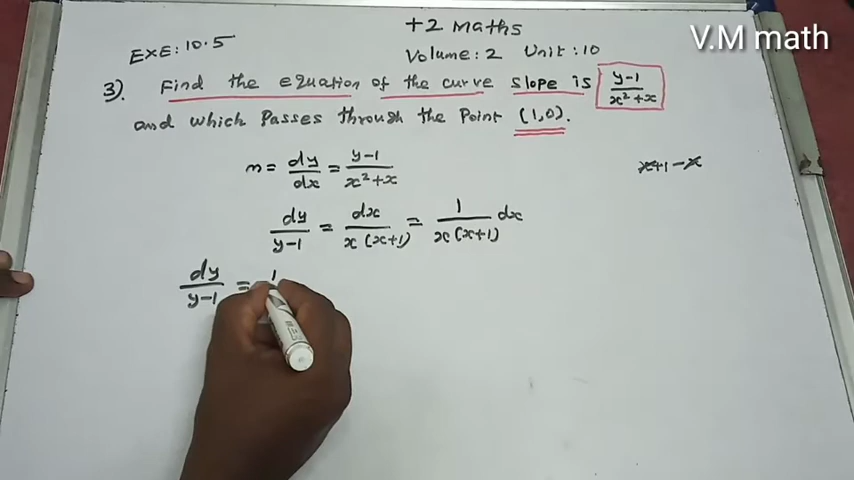 +2 Maths
V.M math
EXE: 10.5
Volume: 2 Unit: 10
3). Find the equation of the curve slope is y-1/x²+x
and which Passes through the Point (1,0).
m = dy/dx = y-1/x²+x
x+1-x
dy/y-1 = dx/x(x+1) = 1/x(x+1) dx
dy/y-1 = 1